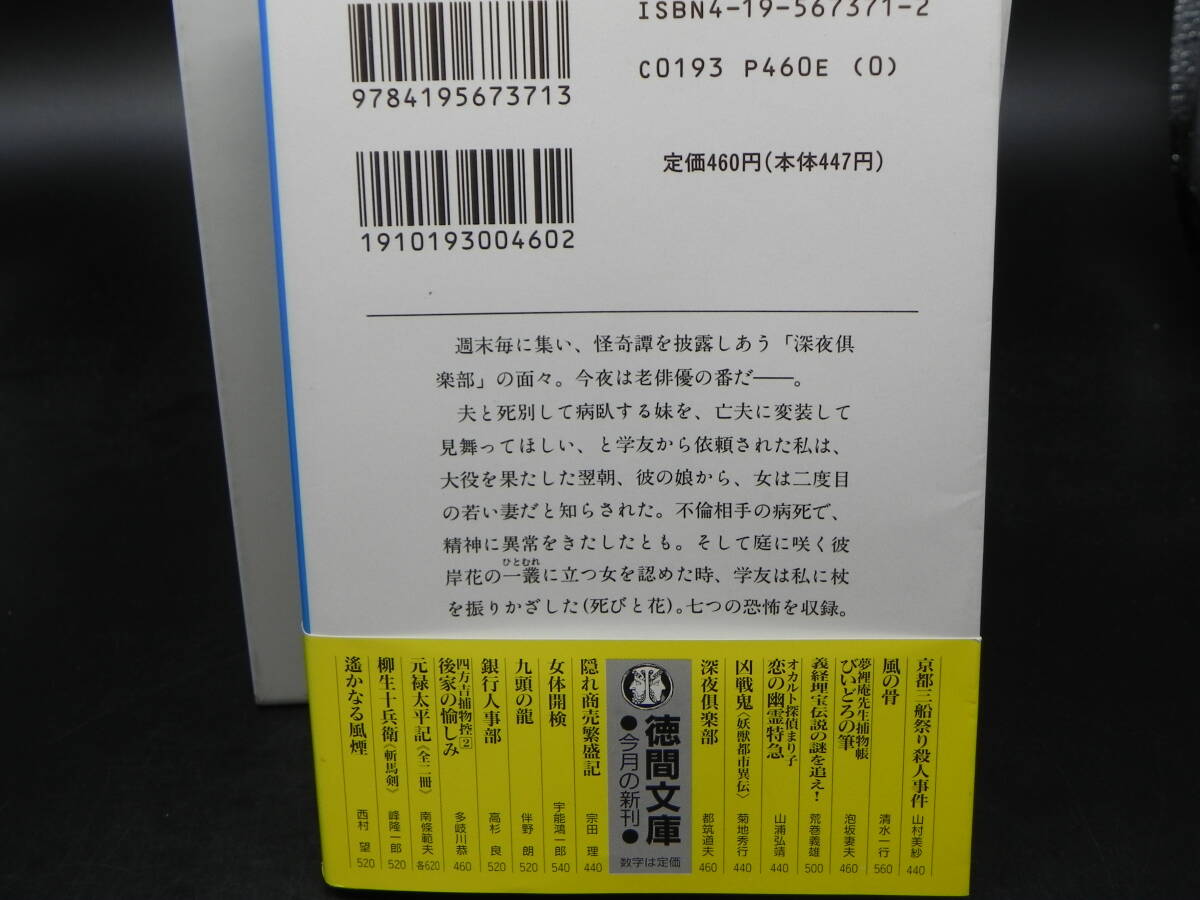 ISBN4-19-567371-2
C0193 P460E (0)
9784195673713
定価460円(本体447円)
1910193004602
週末毎に集い、怪奇譚を披露しあう「深夜倶
楽部」の面々。今夜は老俳優の番だ――。
夫と死別して病臥する妹を、亡夫に変装して
見舞ってほしい、と学友から依頼された私は、
大役を果たした翌朝、彼の娘から、女は二度目
の若い妻だと知らされた。不倫相手の病死で、
精神に異常をきたしたとも。そして庭に咲く彼
ひとむれ
岸花の一叢に立つ女を認めた時、学友は私に杖
を振りかざした(死びと花)。七つの恐怖を収録。
京都三船祭り殺人事件 山村美紗 440
風の骨 清水一行 560
夢裡庵先生捕物帳
びいどろの筆 泡坂妻夫 460
義経埋宝伝説の謎を追え! 荒巻義雄 500
オカルト探偵まり子
恋の幽霊特急 山浦弘靖 440
凶戦鬼〈妖獣都市異伝〉 菊地秀行 440
深夜倶楽部 都筑道夫 460
徳間文庫
●今月の新刊●
数字は定価
隠れ商売繁盛記 宗田 理 440
女体開検 宇能鴻一郎 540
九頭の龍 伴野 朗 520
銀行人事部 高杉 良 520
四方吉捕物控2
後家の愉しみ 多岐川恭 460
元禄太平記《全二冊》 南條範夫 各620
柳生十兵衛《斬馬剣》 峰隆一郎 520
遙かなる風煙 西村 望 520